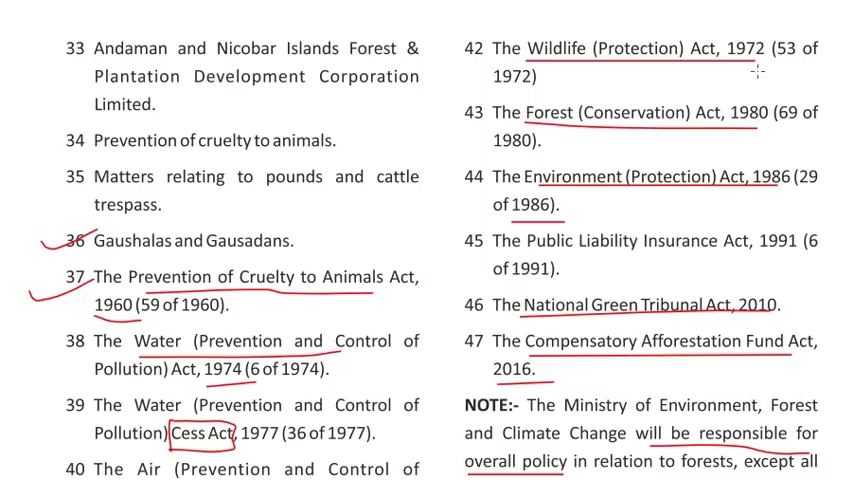 33 Andaman and Nicobar Islands Forest &
Plantation Development Corporation
Limited.
34 Prevention of cruelty to animals.
35 Matters relating to pounds and cattle
trespass.
36 Gaushalas and Gausadans.
37 The Prevention of Cruelty to Animals Act,
1960 (59 of 1960).
38 The Water (Prevention and Control of
Pollution) Act, 1974 (6 of 1974).
39 The Water (Prevention and Control of
Pollution) Cess Act, 1977 (36 of 1977).
40 The Air (Prevention and Control of
42 The Wildlife (Protection) Act, 1972 (53 of
1972)
43 The Forest (Conservation) Act, 1980 (69 of
1980).
44 The Environment (Protection) Act, 1986 (29
of 1986).
45 The Public Liability Insurance Act, 1991 (6
of 1991).
46 The National Green Tribunal Act, 2010.
47 The Compensatory Afforestation Fund Act,
2016.
NOTE:- The Ministry of Environment, Forest
and Climate Change will be responsible for
overall policy in relation to forests, except all